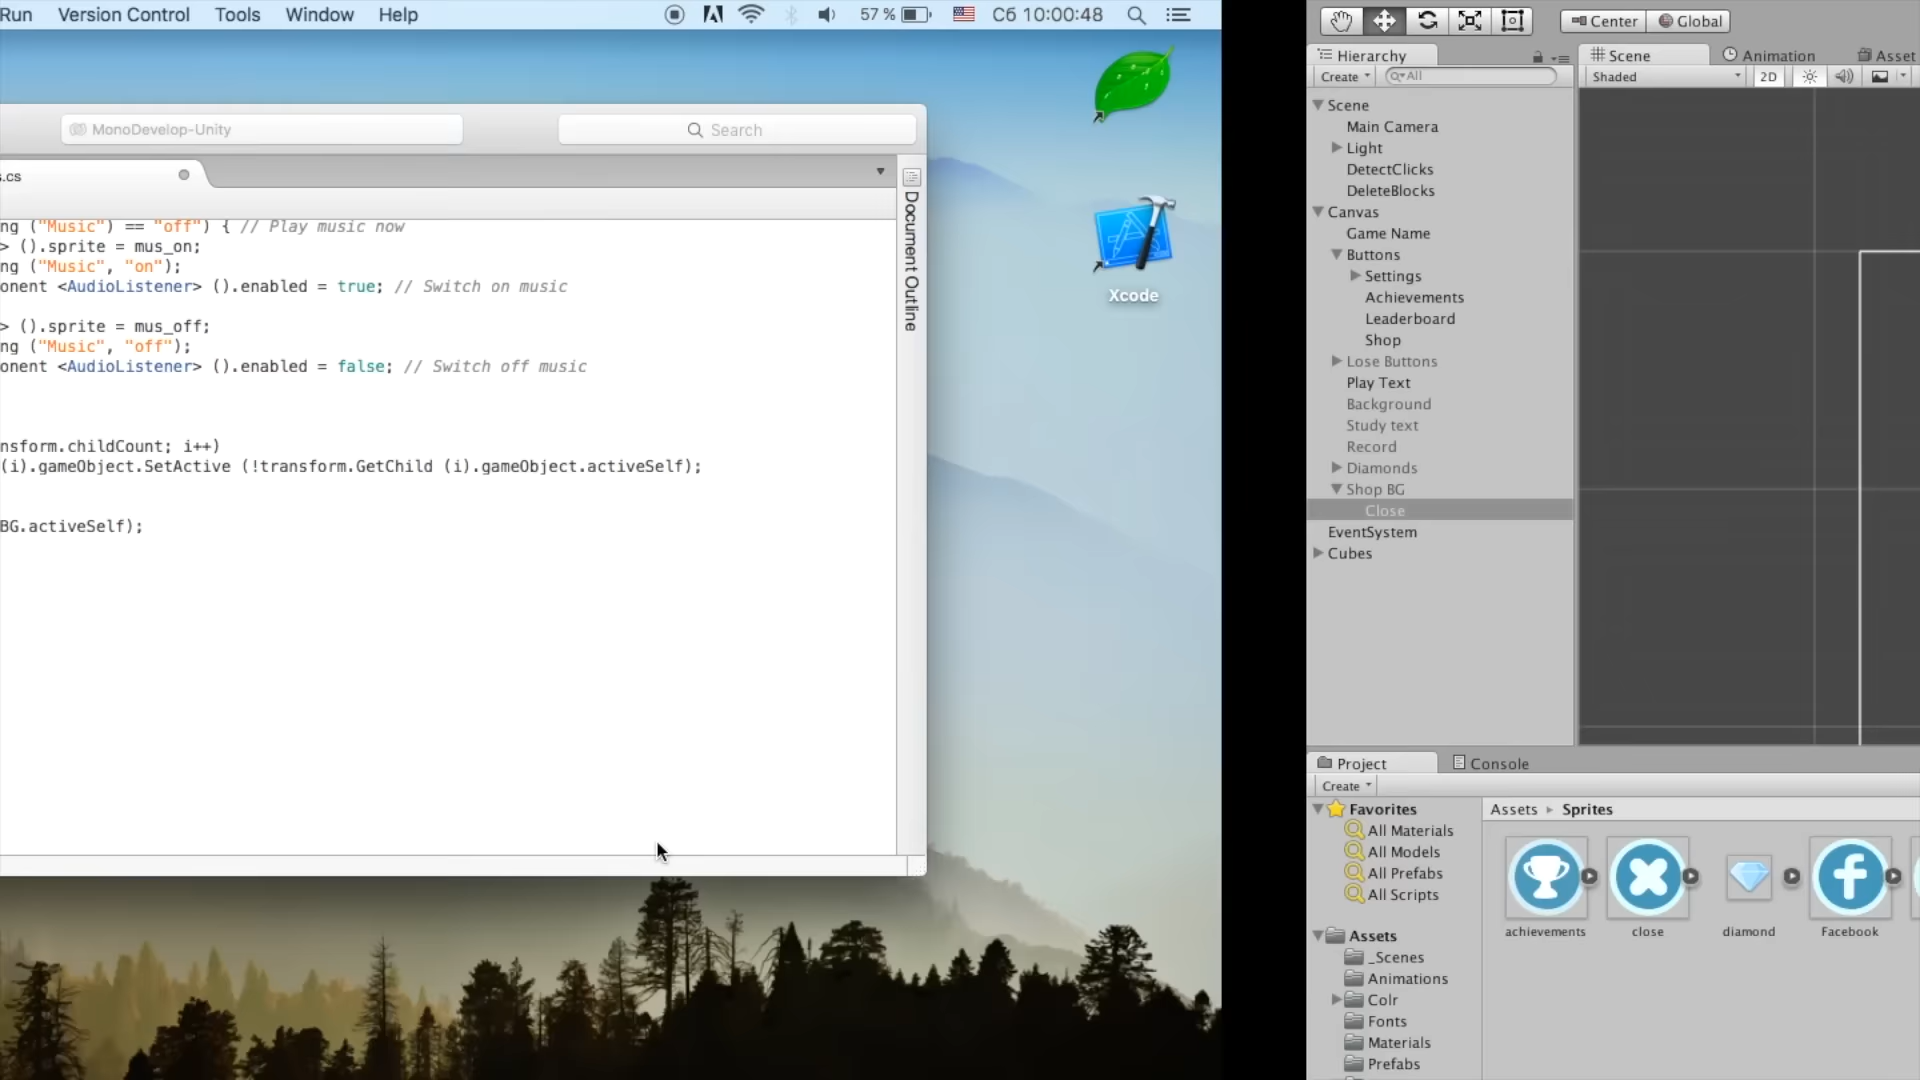 Run Version Control Tools Window Help 57 % Сб 10:00:48
Xcode
MonoDevelop-Unity
Search
s.cs
Document Outline
ng ("Music") == "off") { // Play music now
> ().sprite = mus_on;
ng ("Music", "on");
onent <AudioListener> ().enabled = true; // Switch on music
> ().sprite = mus_off;
ng ("Music", "off");
onent <AudioListener> ().enabled = false; // Switch off music
nsform.childCount; i++)
(i).gameObject.SetActive (!transform.GetChild (i).gameObject.activeSelf);
BG.activeSelf);
Center Global
Hierarchy
Create All
Scene
Main Camera
Light
DetectClicks
DeleteBlocks
Canvas
Game Name
Buttons
Settings
Achievements
Leaderboard
Shop
Lose Buttons
Play Text
Background
Study text
Record
Diamonds
Shop BG
Close
EventSystem
Cubes
Scene Animation Asset
Shaded 2D
Project Console
Create
Favorites
All Materials
All Models
All Prefabs
All Scripts
Assets
_Scenes
Animations
Colr
Fonts
Materials
Prefabs
Assets Sprites
achievements close diamond Facebook